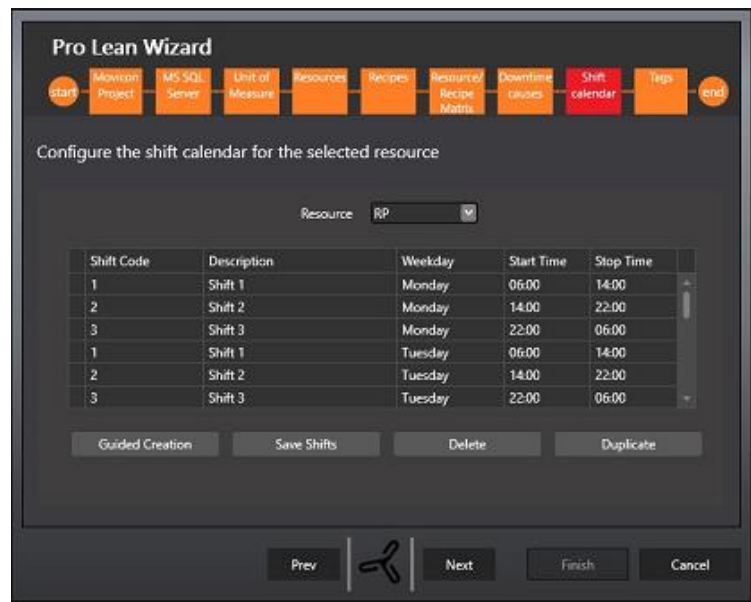 Pro Lean Wizard
start
Movicon Project
MS SQL Server
Unit of Measure
Resources
Recipes
Resource/ Recipe Matrix
Downtime causes
Shift calendar
Tags
end
Configure the shift calendar for the selected resource
Resource RP
Shift Code Description Weekday Start Time Stop Time
1 Shift 1 Monday 06:00 14:00
2 Shift 2 Monday 14:00 22:00
3 Shift 3 Monday 22:00 06:00
1 Shift 1 Tuesday 06:00 14:00
2 Shift 2 Tuesday 14:00 22:00
3 Shift 3 Tuesday 22:00 06:00
Guided Creation Save Shifts Delete Duplicate
Prev Next Finish Cancel